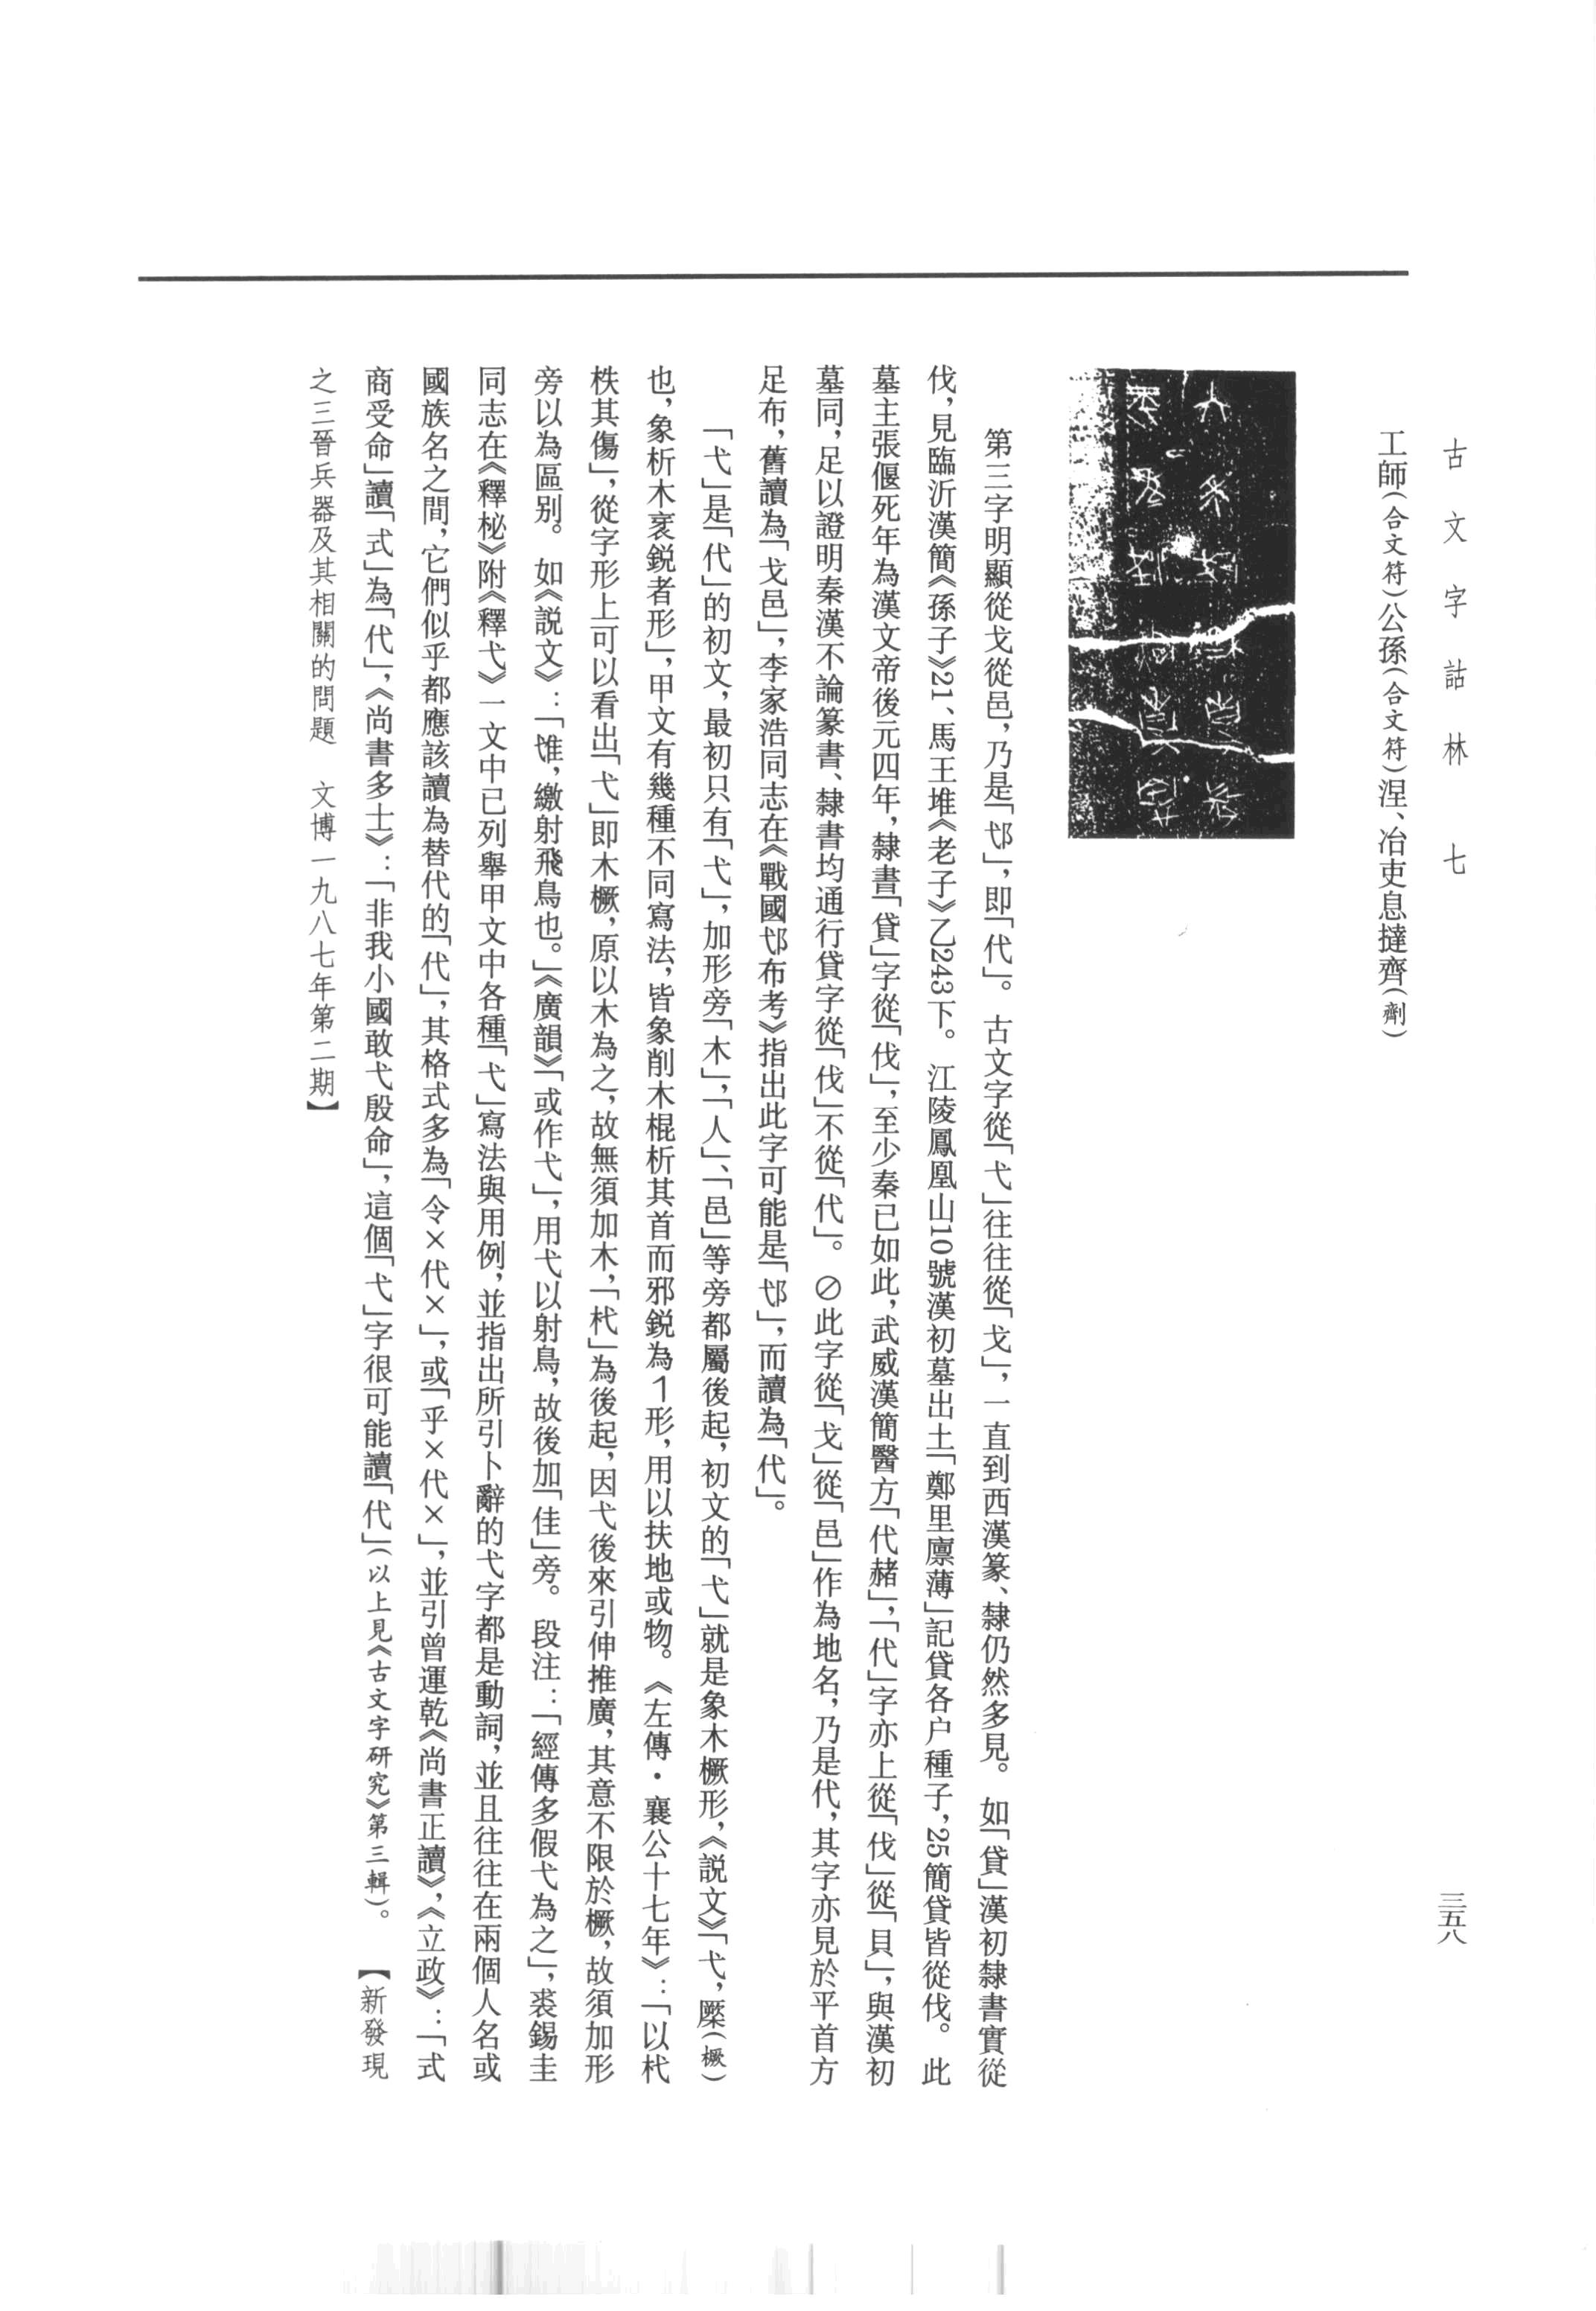 古文字詁林 七
三五八
工師(合文符)公孫(合文符)涅、冶吏息撻齊(劑)
第三字明顯從戈從邑,乃是「邔」,即「代」。古文字從「弋」往往從「戈」,一直到西漢篆、隸仍然多見。如「貸」漢初隸書實從
伐,見臨沂漢簡《孫子》21、馬王堆《老子》乙243下。江陵鳳凰山10號漢初墓出土「鄭里廪薄」記貸各户種子,25簡貸皆從伐。此
墓主張偃死年為漢文帝後元四年,隸書「貸」字從「伐」,至少秦已如此,武威漢簡醫方「代赭」,「代」字亦上從「伐」從「貝」,與漢初
墓同,足以證明秦漢不論篆書、隸書均通行貸字從「伐」不從「代」。⊘此字從「戈」從「邑」作為地名,乃是代,其字亦見於平首方
足布,舊讀為「戈邑」,李家浩同志在《戰國布考》指出此字可能是「」,而讀為「代」。
「弋」是「代」的初文,最初只有「弋」,加形旁「木」,「人」、「邑」等旁都屬後起,初文的「弋」就是象木橛形,《説文》「弋,橜(橛)
也,象析木衺鋭者形」,甲文有幾種不同寫法,皆象削木棍析其首而邪鋭為形,用以扶地或物。《左傳·襄公十七年》:「以杙
柣其傷」,從字形上可以看出「弋」即木橛,原以木為之,故無須加木,「杙」為後起,因弋後來引伸推廣,其意不限於橛,故須加形
旁以為區别。如《説文》:「隿,繳射飛鳥也。」《廣韻》「或作弋」,用弋以射鳥,故後加「隹」旁。段注:「經傳多假弋為之」,裘錫圭
同志在《釋柲》附《釋弋》一文中已列舉甲文中各種「弋」寫法與用例,並指出所引卜辭的弋字都是動詞,並且往往在兩個人名或
國族名之間,它們似乎都應該讀為替代的「代」,其格式多為「令×代×」,或「乎×代×」,並引曾運乾《尚書正讀》,《立政》:「式
商受命」讀「式」為「代」,《尚書多士》:「非我小國敢弋殷命」,這個「弋」字很可能讀「代」(以上見《古文字研究》第三輯)。 【新發現
之三晉兵器及其相關的問題 文博一九八七年第二期】